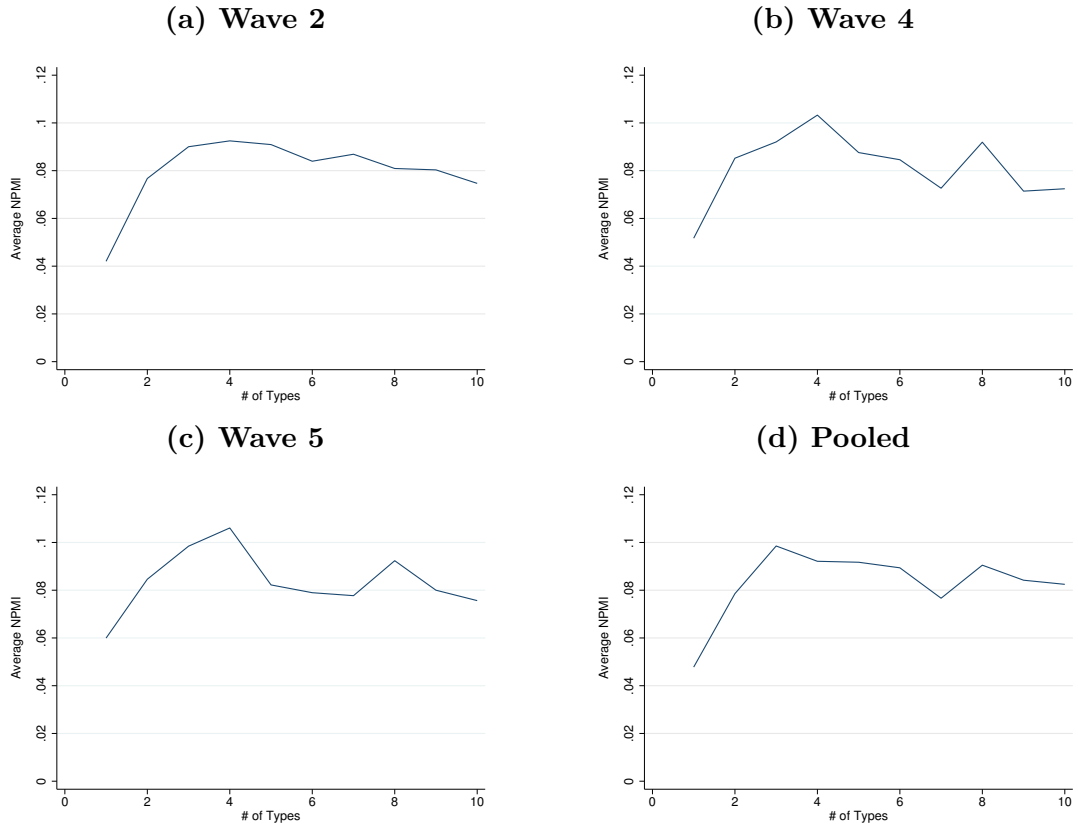 (a) Wave 2
Average NPMI
0 .02 .04 .06 .08 .1 .12
0 2 4 6 8 10
# of Types
(b) Wave 4
Average NPMI
0 .02 .04 .06 .08 .1 .12
0 2 4 6 8 10
# of Types
(c) Wave 5
Average NPMI
0 .02 .04 .06 .08 .1 .12
0 2 4 6 8 10
# of Types
(d) Pooled
Average NPMI
0 .02 .04 .06 .08 .1 .12
0 2 4 6 8 10
# of Types